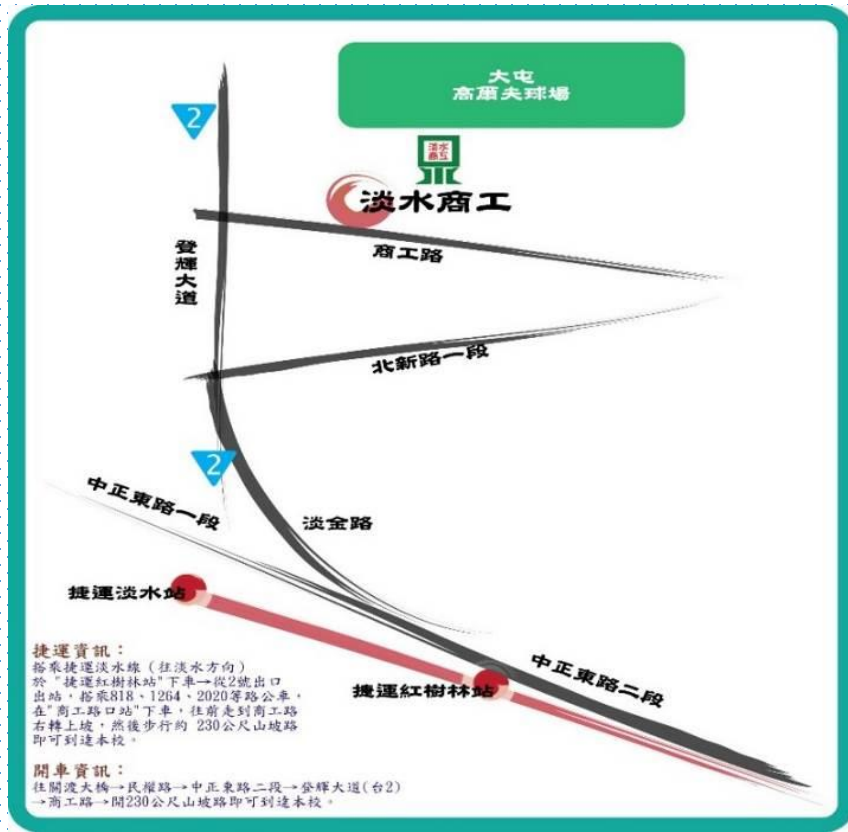 大屯
高爾夫球場
2
淡水
商工
淡水商工
商工路
登輝大道
北新路一段
2
中正東路一段
淡金路
捷運淡水站
中正東路二段
捷運紅樹林站
捷運資訊：
搭乘捷運淡水線（往淡水方向）
於 "捷運紅樹林站"下車→從2號出口
出站，搭乘818、1264、2020等路公車，
在"商工路口站"下車，往前走到商工路
右轉上坡，然後步行約 230公尺山坡路
即可到達本校。
開車資訊：
往關渡大橋→民權路→中正東路二段→登輝大道(台2)
→商工路→開230公尺山坡路即可到達本校。